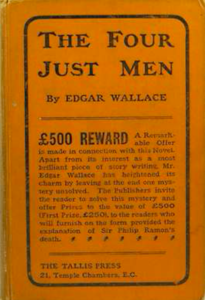 THE FOUR
JUST MEN
BY EDGAR WALLACE
£500 REWARD A Remark-
able Offer
is made in connection with this Novel.
Apart from its interest as a most
brilliant piece of story writing, Mr.
Edgar Wallace has heightened its
charm by leaving at the end one mys-
tery unsolved. The Publishers invite
the reader to solve this mystery and
offer Prizes to the value of £500
(First Prize, £250), to the readers who
will furnish on the form provided the
explanation of Sir Philip Ramon's
death.
THE TALLIS PRESS
21, Temple Chambers, E.C.